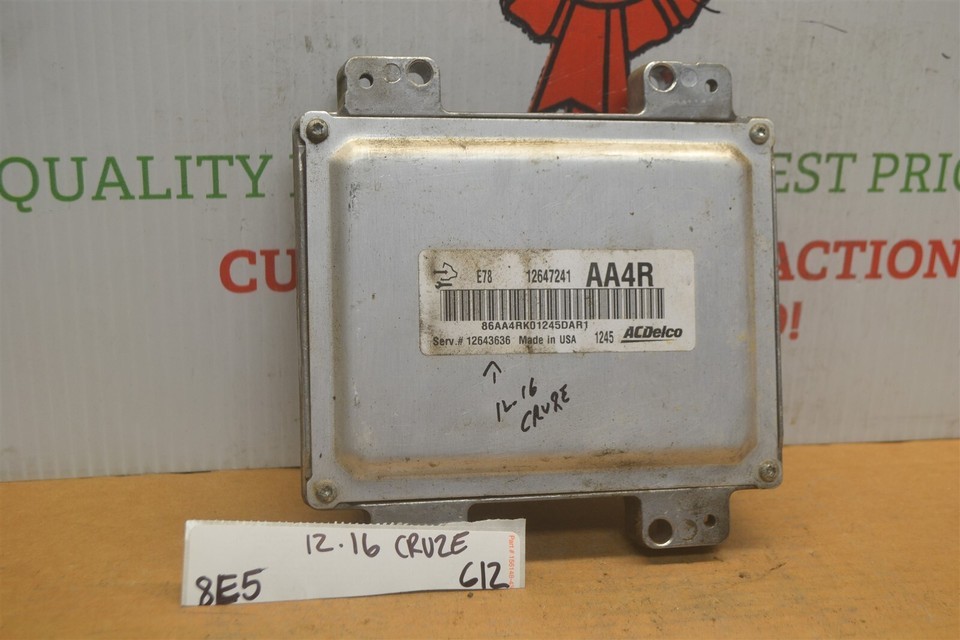 QUALITY
EST PRIC
CU
ACTION
!
E78 12647241 AA4R
86AA4RK01245DAR1
Serv.# 12643636 Made in USA 1245 ACDelco
12.16
CRUZE
12.16 CRUZE
8E5 612